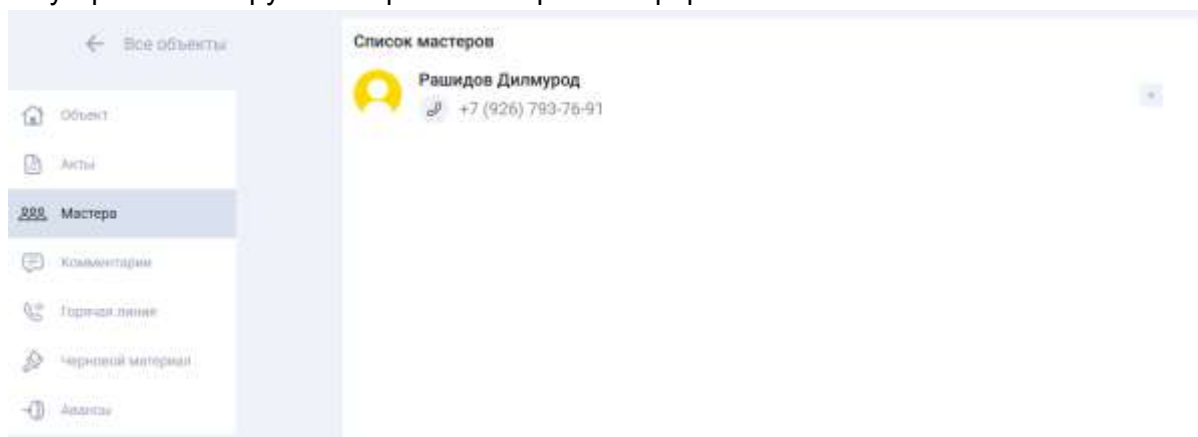 Все объекты
Объект
Акты
Мастера
Комментарии
Горячая линия
Черновой материал
Авансы
Список мастеров
Рашидов Дилмурод
+7 (926) 793-76-91